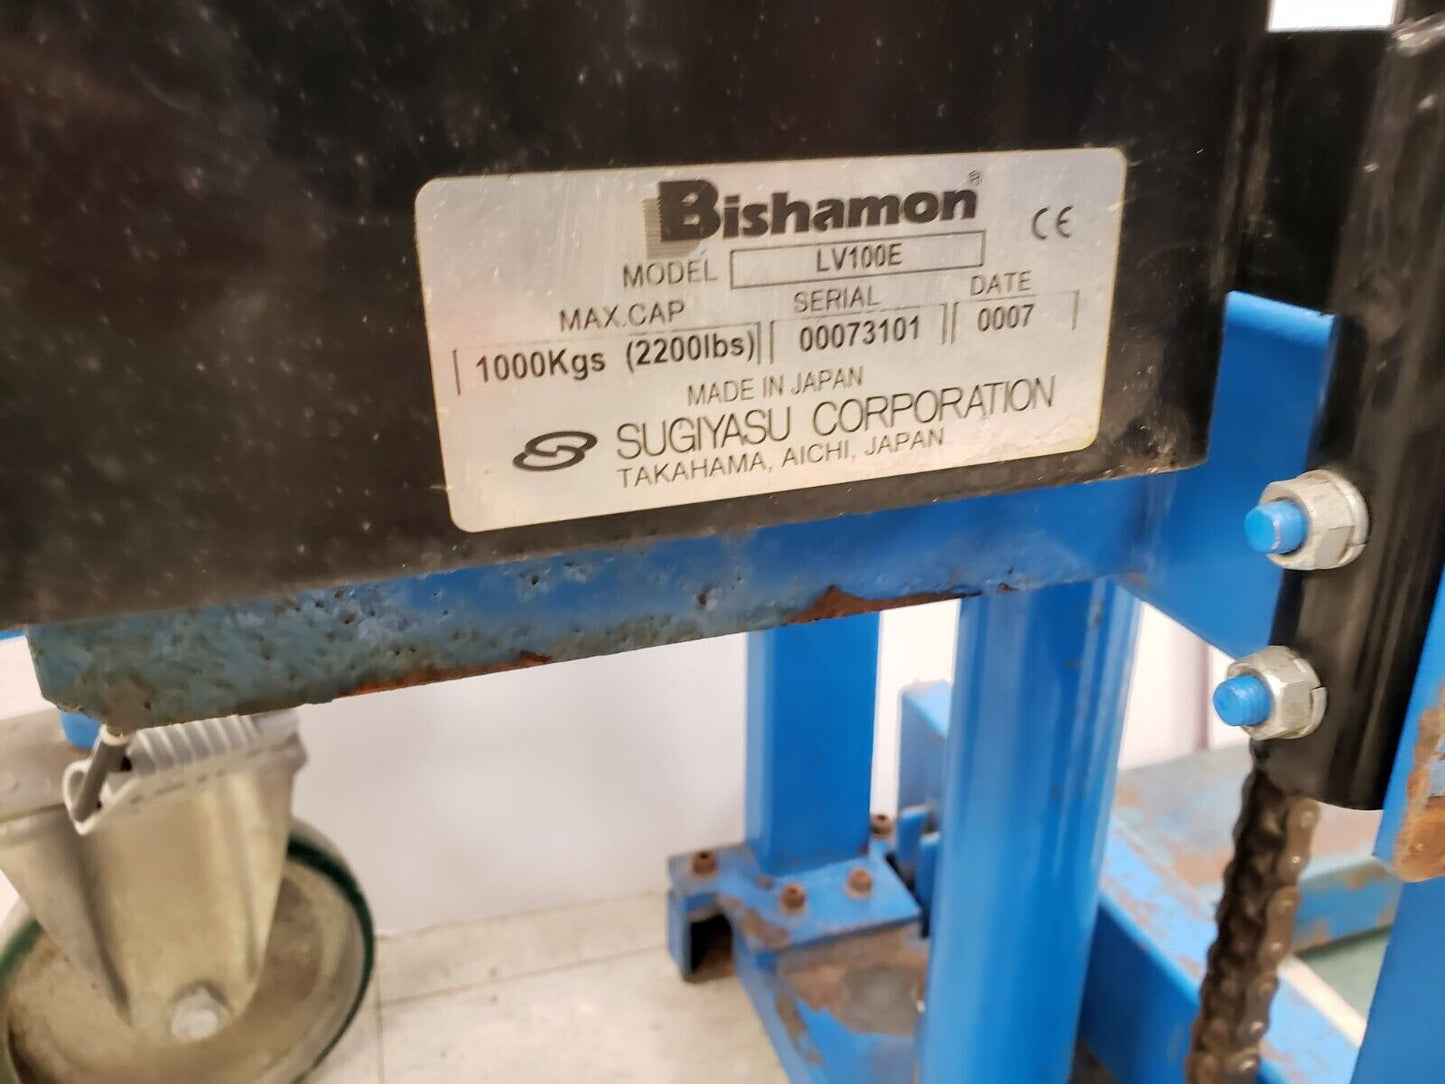 Bishamon®
CE
MODEL LV100E
MAX.CAP SERIAL DATE
1000Kgs (2200lbs) 00073101 0007
MADE IN JAPAN
SUGIYASU CORPORATION
TAKAHAMA, AICHI, JAPAN